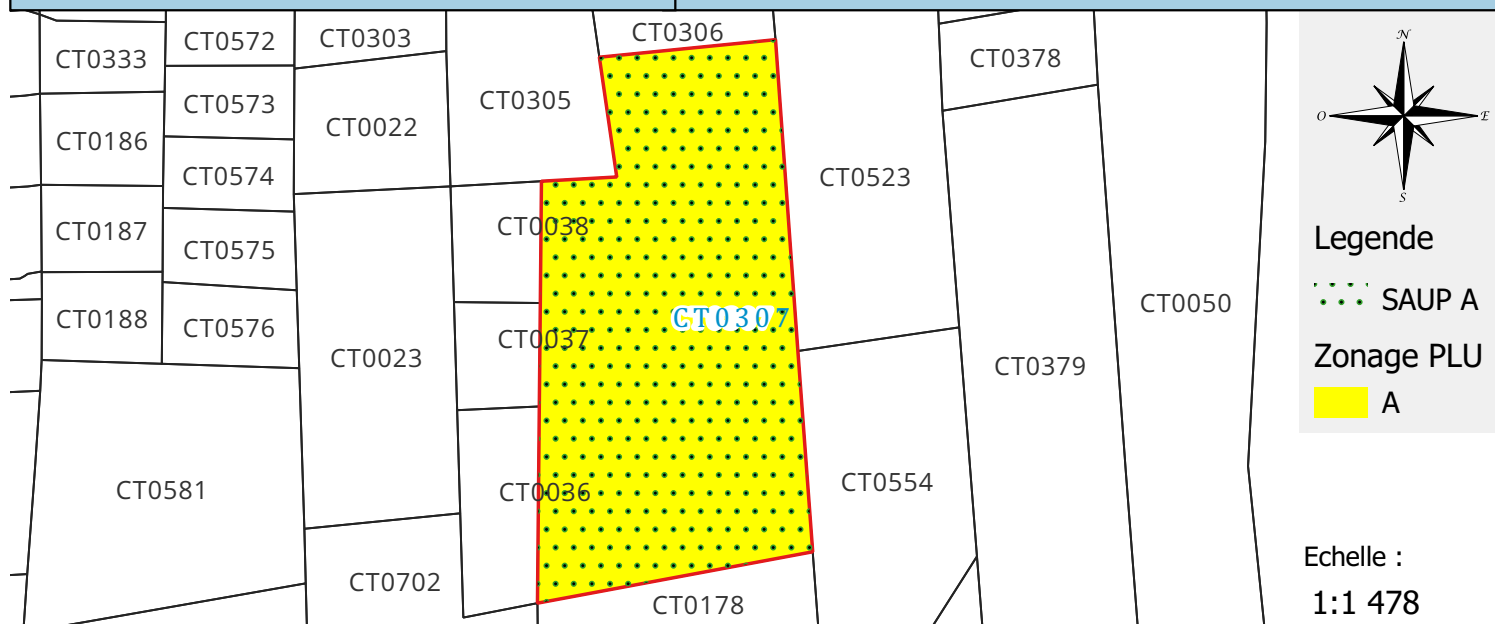 CT0333
CT0572
CT0303
CT0306
CT0378
CT0573
CT0305
CT0186
CT0022
CT0574
CT0523
CT0187
CT0575
CT0038
CT0188
CT0576
CT0023
CT0037
CT0307
CT0379
CT0050
CT0581
CT0036
CT0554
CT0702
CT0178
N
O
E
S
Legende
SAUP A
Zonage PLU
A
Echelle :
1:1 478